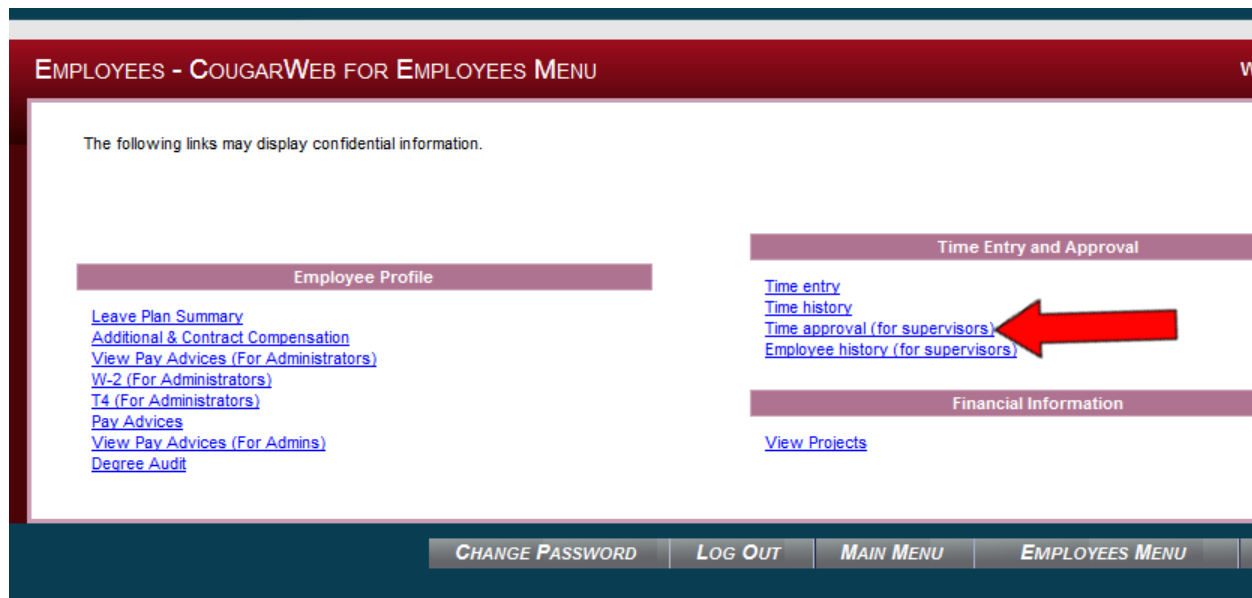 EMPLOYEES - COUGARWEB FOR EMPLOYEES MENU
W
The following links may display confidential information.
Employee Profile
Leave Plan Summary
Additional & Contract Compensation
View Pay Advices (For Administrators)
W-2 (For Administrators)
T4 (For Administrators)
Pay Advices
View Pay Advices (For Admins)
Degree Audit
Time Entry and Approval
Time entry
Time history
Time approval (for supervisors)
Employee history (for supervisors)
Financial Information
View Projects
CHANGE PASSWORD LOG OUT MAIN MENU EMPLOYEES MENU